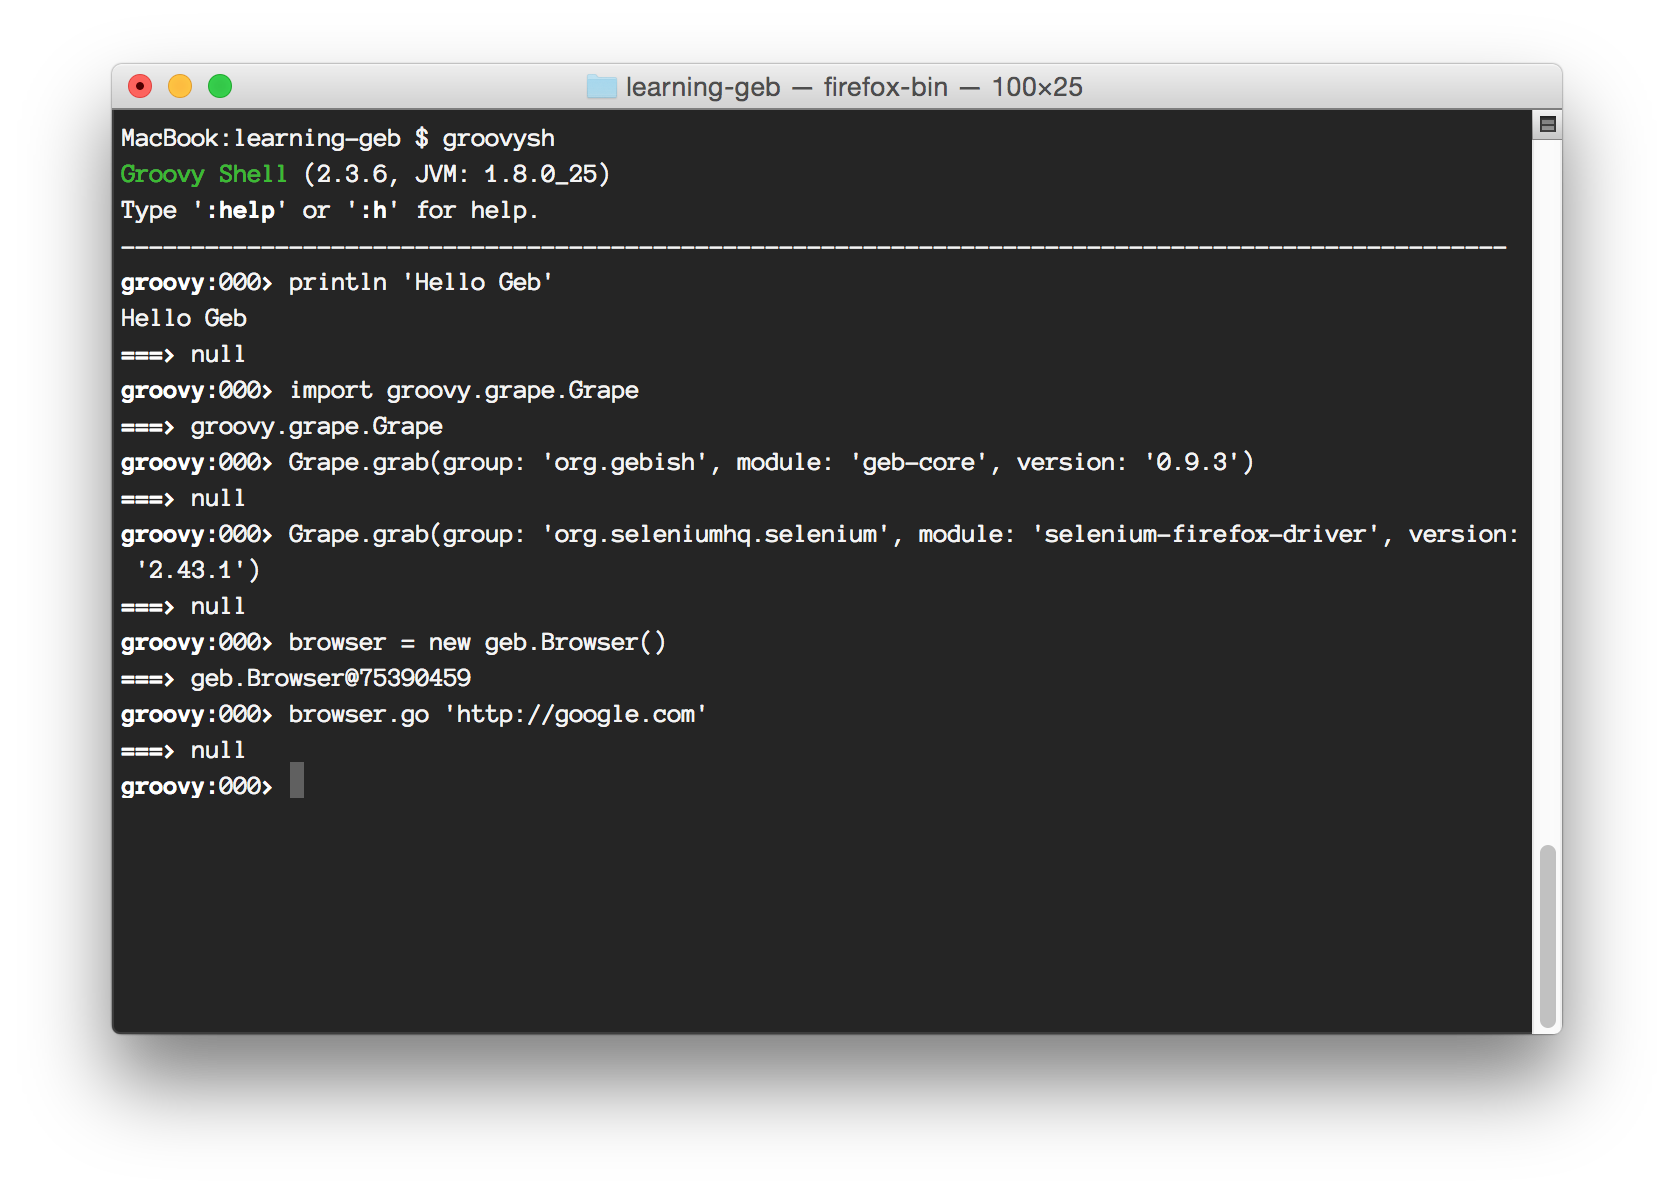 learning-geb — firefox-bin — 100×25
MacBook:learning-geb $ groovysh
Groovy Shell (2.3.6, JVM: 1.8.0_25)
Type ':help' or ':h' for help.
---------------------------------------------------------------------------------------------------
groovy:000> println 'Hello Geb'
Hello Geb
===> null
groovy:000> import groovy.grape.Grape
===> groovy.grape.Grape
groovy:000> Grape.grab(group: 'org.gebish', module: 'geb-core', version: '0.9.3')
===> null
groovy:000> Grape.grab(group: 'org.seleniumhq.selenium', module: 'selenium-firefox-driver', version:
 '2.43.1')
===> null
groovy:000> browser = new geb.Browser()
===> geb.Browser@75390459
groovy:000> browser.go 'http://google.com'
===> null
groovy:000>